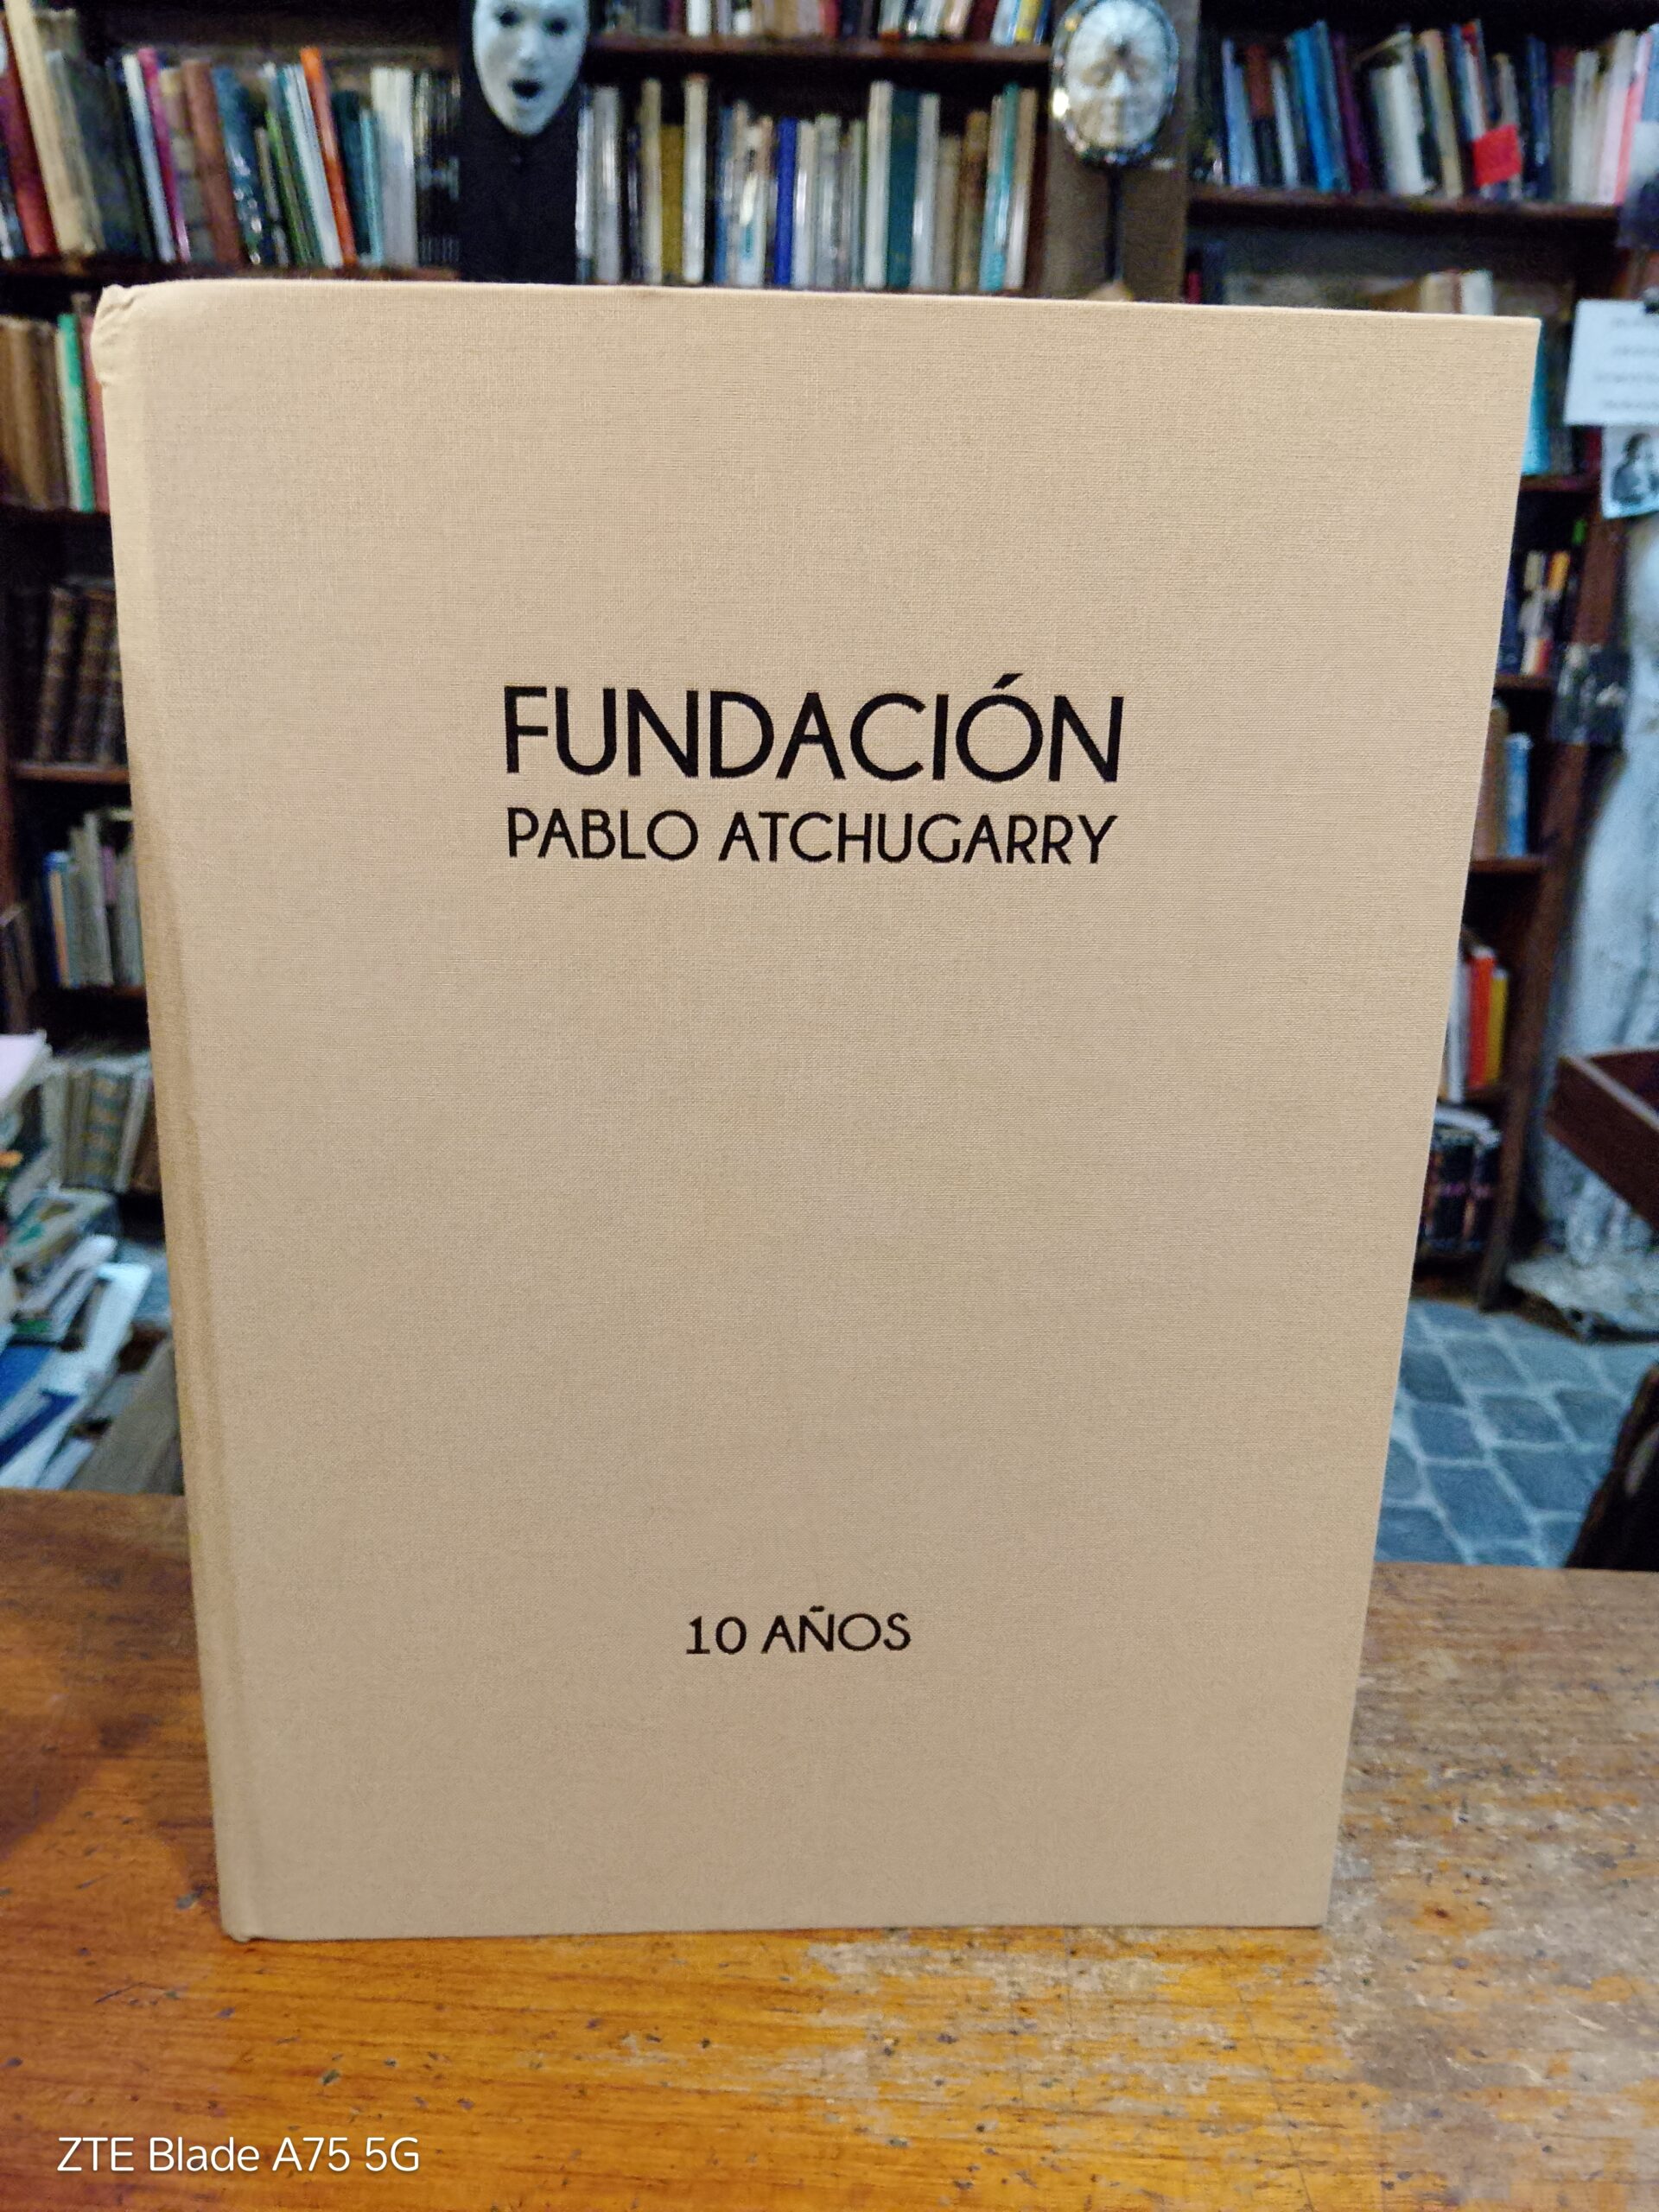 FUNDACIÓN
PABLO ATCHUGARRY
10 AÑOS
ZTE Blade A75 5G